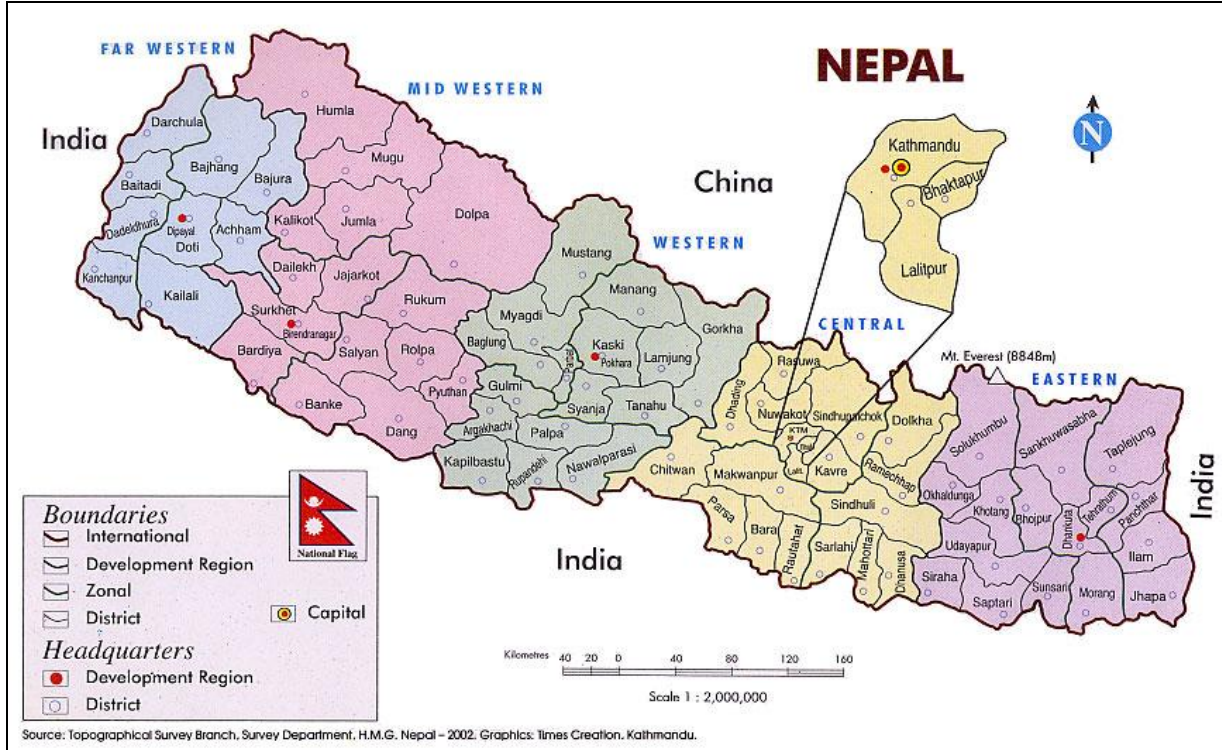 NEPAL
FAR WESTERN
MID WESTERN
WESTERN
CENTRAL
EASTERN
India
China
India
India
N
Mt. Everest (8848m)
Darchula
Bajhang
Baitadi
Bajura
Dadeldhura
Dipayal
Doti
Achham
Kanchanpur
Kailali
Humla
Mugu
Dolpa
Kalikot
Jumla
Dailekh
Jajarkot
Rukum
Surkhet
Birendranagar
Bardiya
Salyan
Rolpa
Pyuthan
Banke
Dang
Mustang
Manang
Gorkha
Myagdi
Baglung
Parbat
Kaski
Pokhara
Lamjung
Gulmi
Syanja
Tanahu
Argakhachi
Palpa
Kapilbastu
Rupandehi
Nawalparasi
Kathmandu
Bhaktapur
Lalitpur
Rasuwa
Dhading
Nuwakot
Sindhupanchok
Dolkha
KTM
Lalit.
Kavre
Ramechhap
Chitwan
Makwanpur
Sindhuli
Parsa
Bara
Rautahat
Sarlahi
Mahottari
Dhanusa
Solukhumbu
Sankhuwasabha
Taplejung
Okhaldunga
Khotang
Bhojpur
Dhankuta
Tehrathum
Panchthar
Udayapur
Ilam
Siraha
Saptari
Sunsari
Morang
Jhapa
Boundaries
International
Development Region
Zonal
District
Capital
National Flag
Headquarters
Development Region
District
Kilometres 40 20 0 40 80 120 160
Scale 1 : 2,000,000
Source: Topographical Survey Branch, Survey Department, H.M.G. Nepal – 2002. Graphics: Times Creation, Kathmandu.